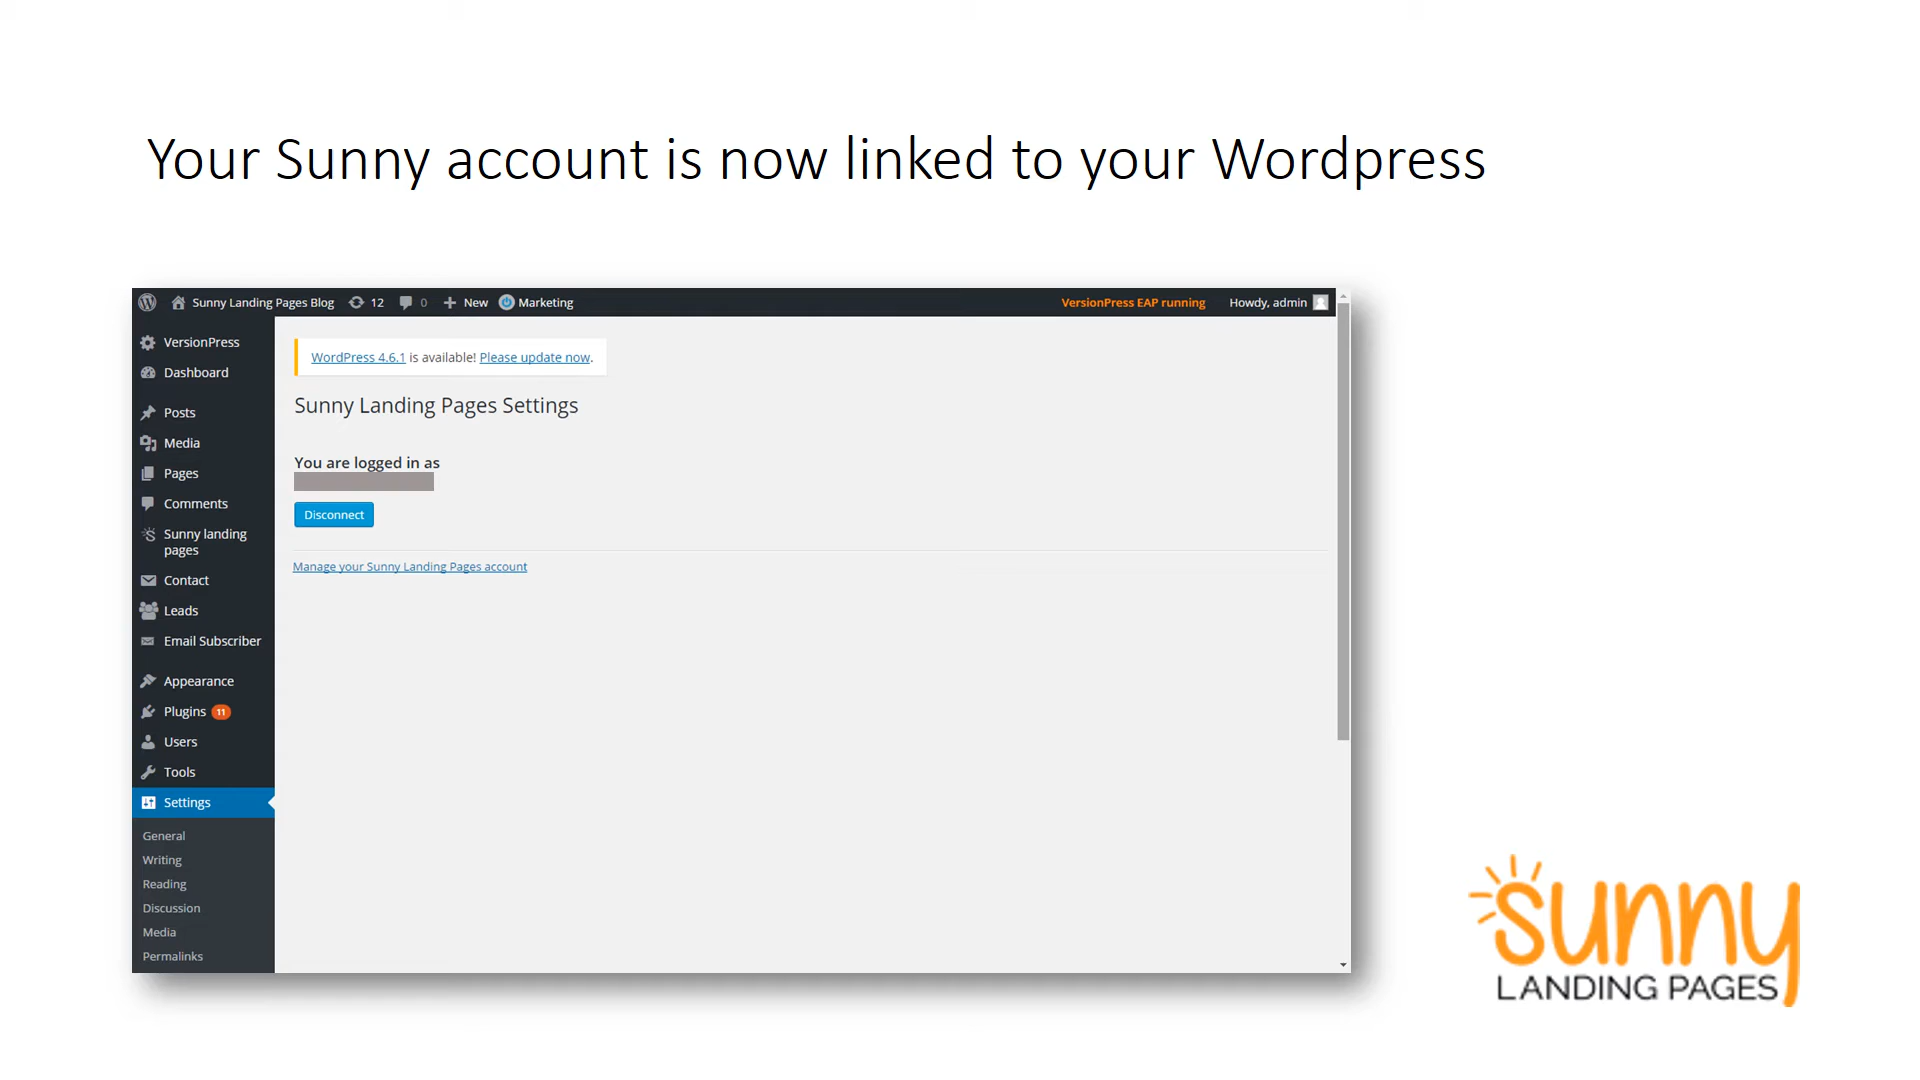 Your Sunny account is now linked to your Wordpress
Sunny Landing Pages Blog 12 0 New Marketing VersionPress EAP running Howdy, admin
VersionPress
Dashboard
Posts
Media
Pages
Comments
Sunny landing
pages
Contact
Leads
Email Subscriber
Appearance
Plugins 11
Users
Tools
Settings
General
Writing
Reading
Discussion
Media
Permalinks
WordPress 4.6.1 is available! Please update now.
Sunny Landing Pages Settings
You are logged in as
Disconnect
Manage your Sunny Landing Pages account
sunny
LANDING PAGES